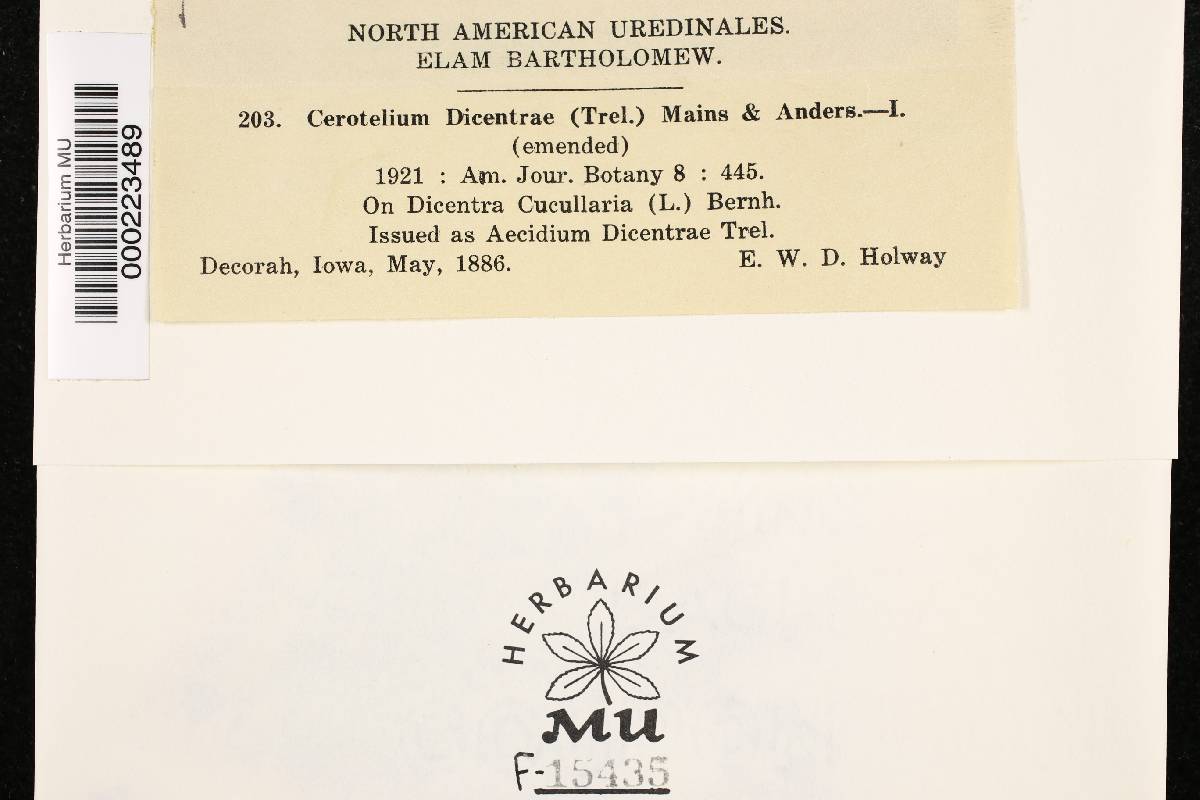 NORTH AMERICAN UREDINALES.
ELAM BARTHOLOMEW.
203. Cerotelium Dicentrae (Trel.) Mains & Anders.—I.
(emended)
1921 : Am. Jour. Botany 8 : 445.
On Dicentra Cucullaria (L.) Bernh.
Issued as Aecidium Dicentrae Trel.
Decorah, Iowa, May, 1886. E. W. D. Holway
Herbarium MU
000223489
HERBARIUM
MU
F-15435